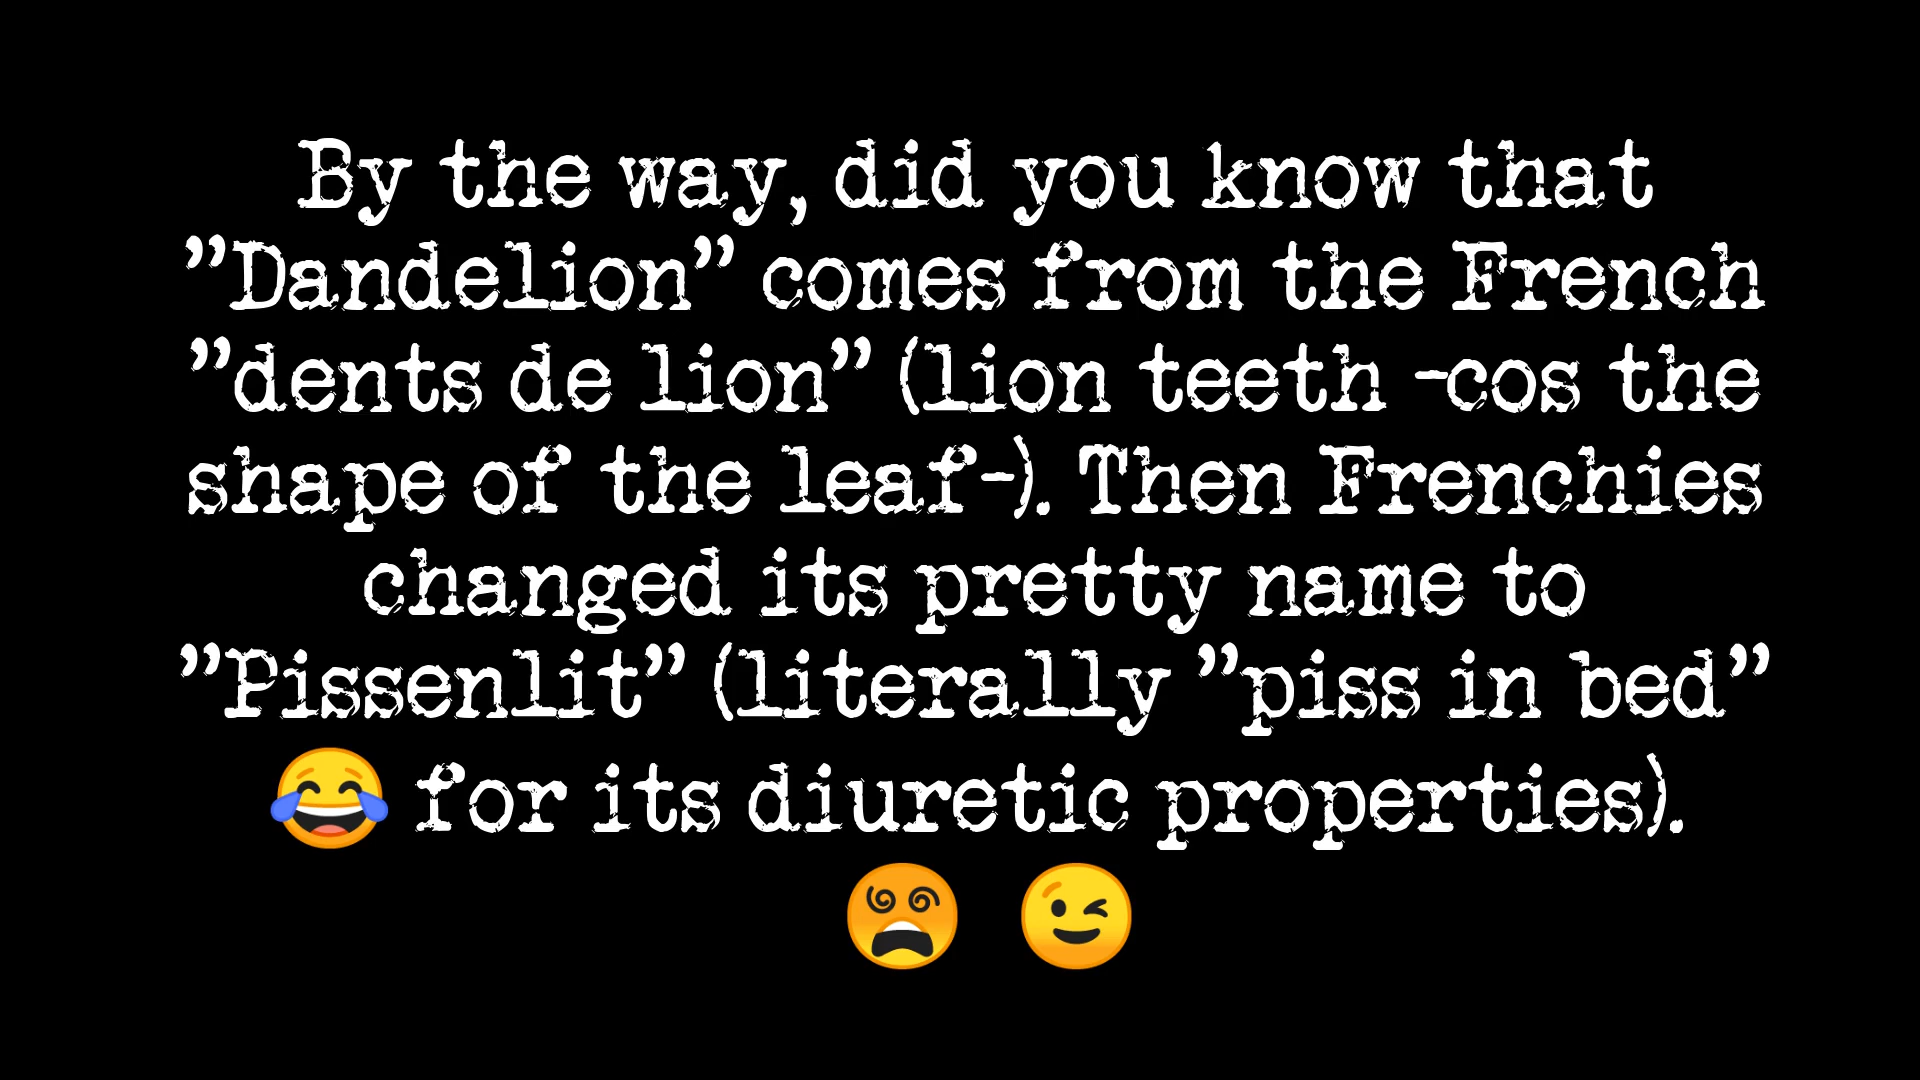 By the way, did you know that
”Dandelion” comes from the French
”dents de lion” (lion teeth -cos the
shape of the leaf-). Then Frenchies
changed its pretty name to
”Pissenlit” (literally ”piss in bed”
😂 for its diuretic properties).
😵‍💫 😉